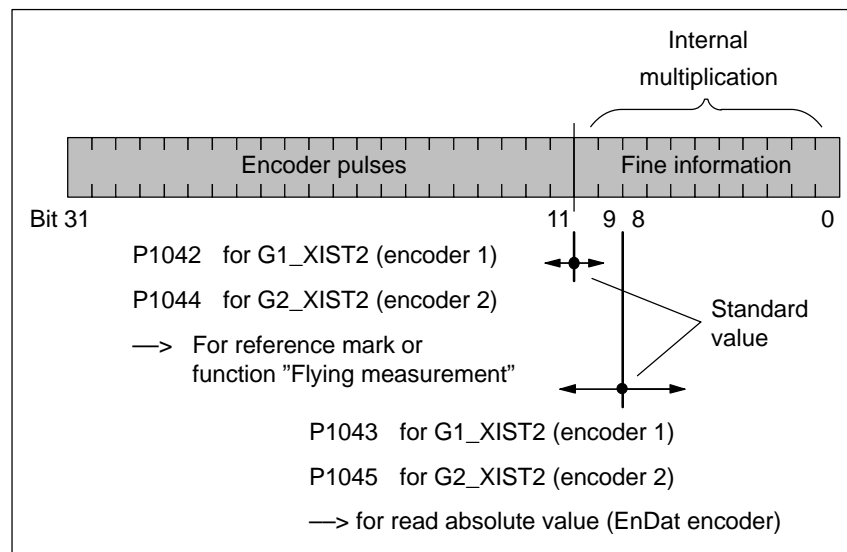 Internal
multiplication
Encoder pulses
Fine information
Bit 31
11
9
8
0
P1042 for G1_XIST2 (encoder 1)
P1044 for G2_XIST2 (encoder 2)
—> For reference mark or
function ”Flying measurement”
Standard
value
P1043 for G1_XIST2 (encoder 1)
P1045 for G2_XIST2 (encoder 2)
—> for read absolute value (EnDat encoder)